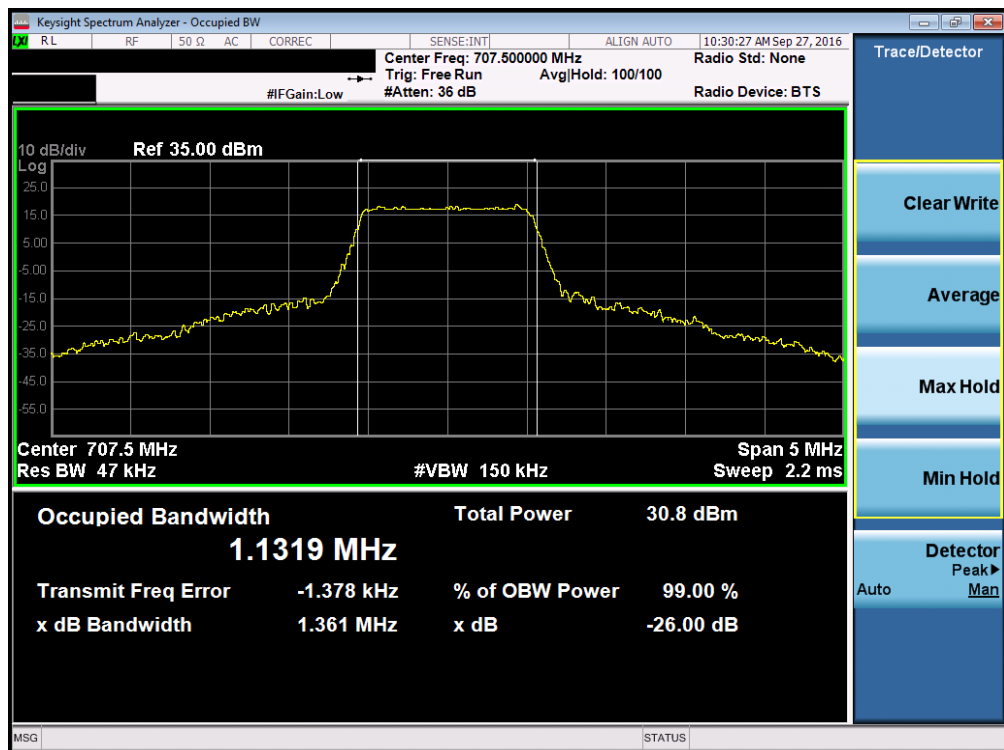 Keysight Spectrum Analyzer - Occupied BW
LXI RL RF 50 Ω AC CORREC SENSE:INT ALIGN AUTO 10:30:27 AM Sep 27, 2016
Center Freq: 707.500000 MHz Radio Std: None
Trig: Free Run Avg|Hold: 100/100
#IFGain:Low #Atten: 36 dB Radio Device: BTS
Trace/Detector
10 dB/div Ref 35.00 dBm
Log
25.0
15.0
5.00
-5.00
-15.0
-25.0
-35.0
-45.0
-55.0
Center 707.5 MHz Span 5 MHz
Res BW 47 kHz #VBW 150 kHz Sweep 2.2 ms
Occupied Bandwidth Total Power 30.8 dBm
1.1319 MHz
Transmit Freq Error -1.378 kHz % of OBW Power 99.00 %
x dB Bandwidth 1.361 MHz x dB -26.00 dB
Clear Write
Average
Max Hold
Min Hold
Detector
Peak▶
Auto Man
MSG STATUS